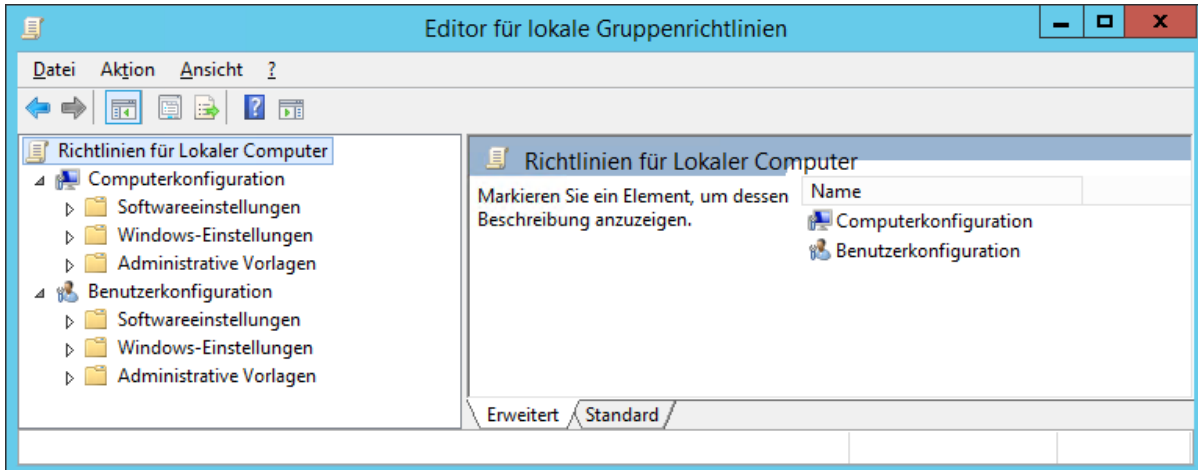 Editor für lokale Gruppenrichtlinien
Datei Aktion Ansicht ?
Richtlinien für Lokaler Computer
Computerkonfiguration
Softwareeinstellungen
Windows-Einstellungen
Administrative Vorlagen
Benutzerkonfiguration
Softwareeinstellungen
Windows-Einstellungen
Administrative Vorlagen
Richtlinien für Lokaler Computer
Markieren Sie ein Element, um dessen
Beschreibung anzuzeigen.
Name
Computerkonfiguration
Benutzerkonfiguration
Erweitert Standard